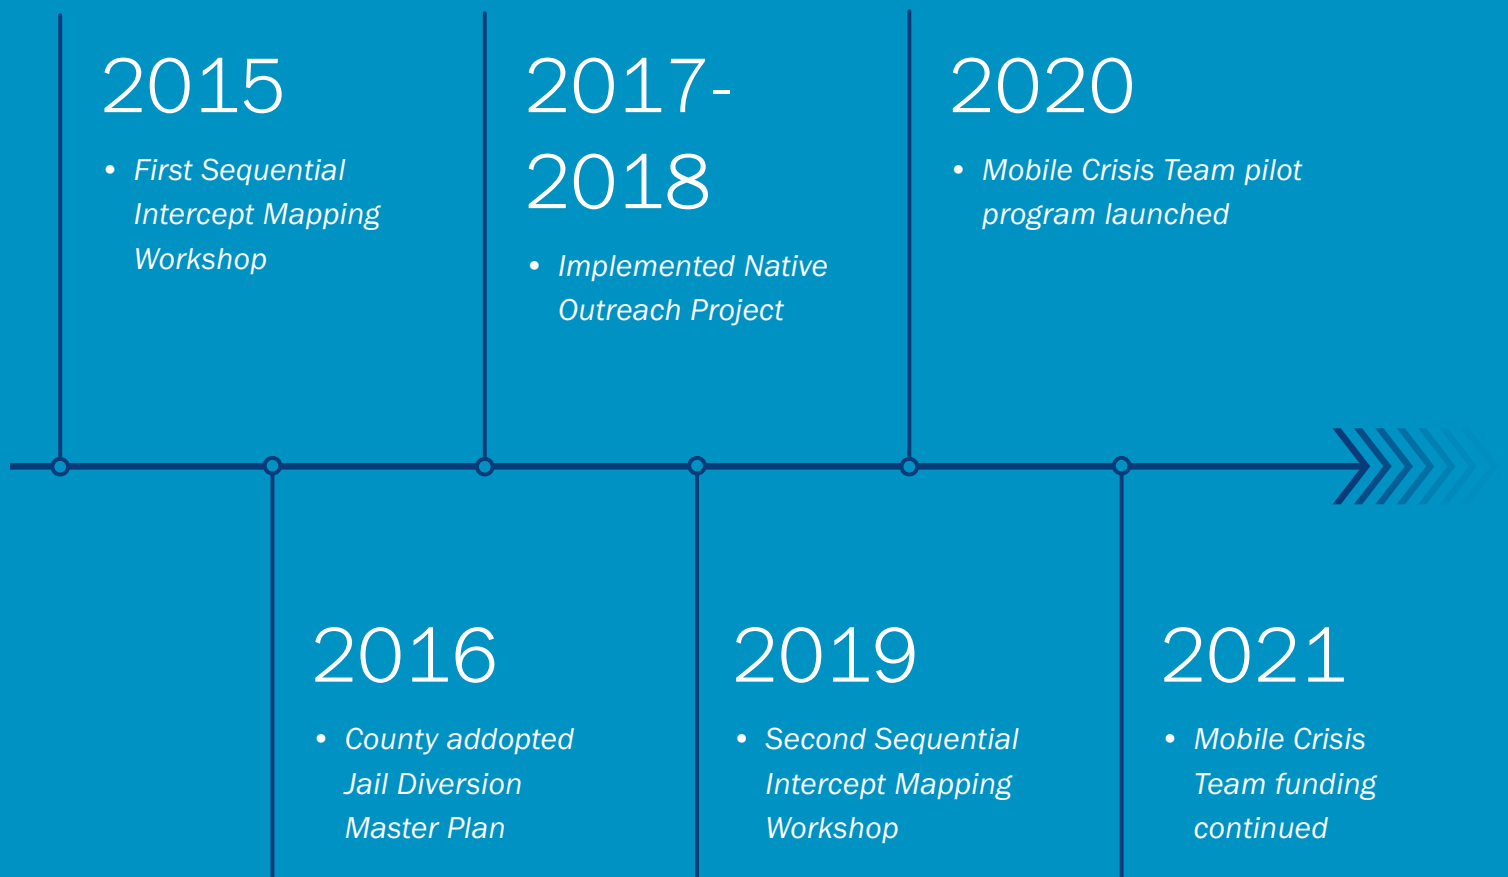 2015
• First Sequential
Intercept Mapping
Workshop
2016
• County addopted
Jail Diversion
Master Plan
2017-
2018
• Implemented Native
Outreach Project
2019
• Second Sequential
Intercept Mapping
Workshop
2020
• Mobile Crisis Team pilot
program launched
2021
• Mobile Crisis
Team funding
continued